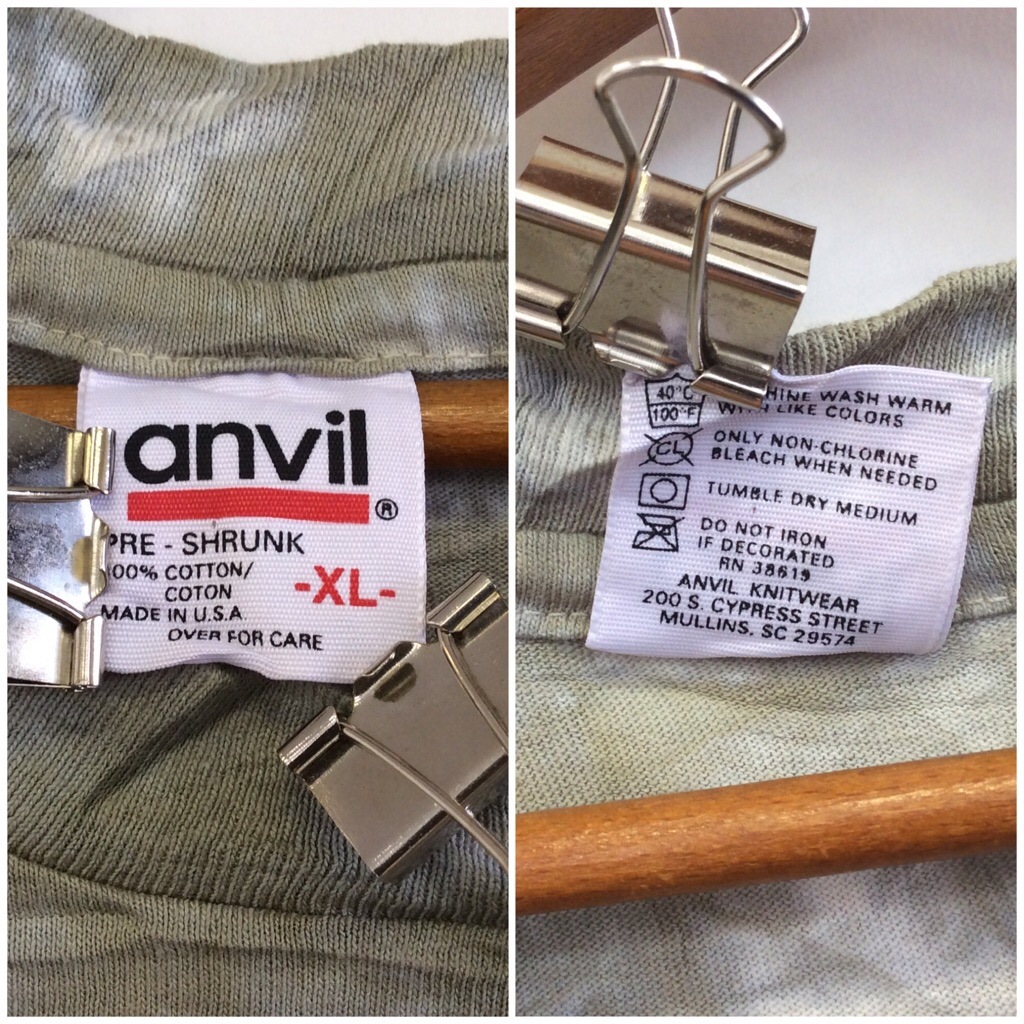 anvil
®
PRE - SHRUNK
100% COTTON/
COTON
-XL-
MADE IN U.S.A
OVER FOR CARE
40°C
100°F
WASH WARM
WITH LIKE COLORS
CL
ONLY NON-CHLORINE
BLEACH WHEN NEEDED
TUMBLE DRY MEDIUM
DO NOT IRON
IF DECORATED
RN 38619
ANVIL KNITWEAR
200 S. CYPRESS STREET
MULLINS, SC 29574